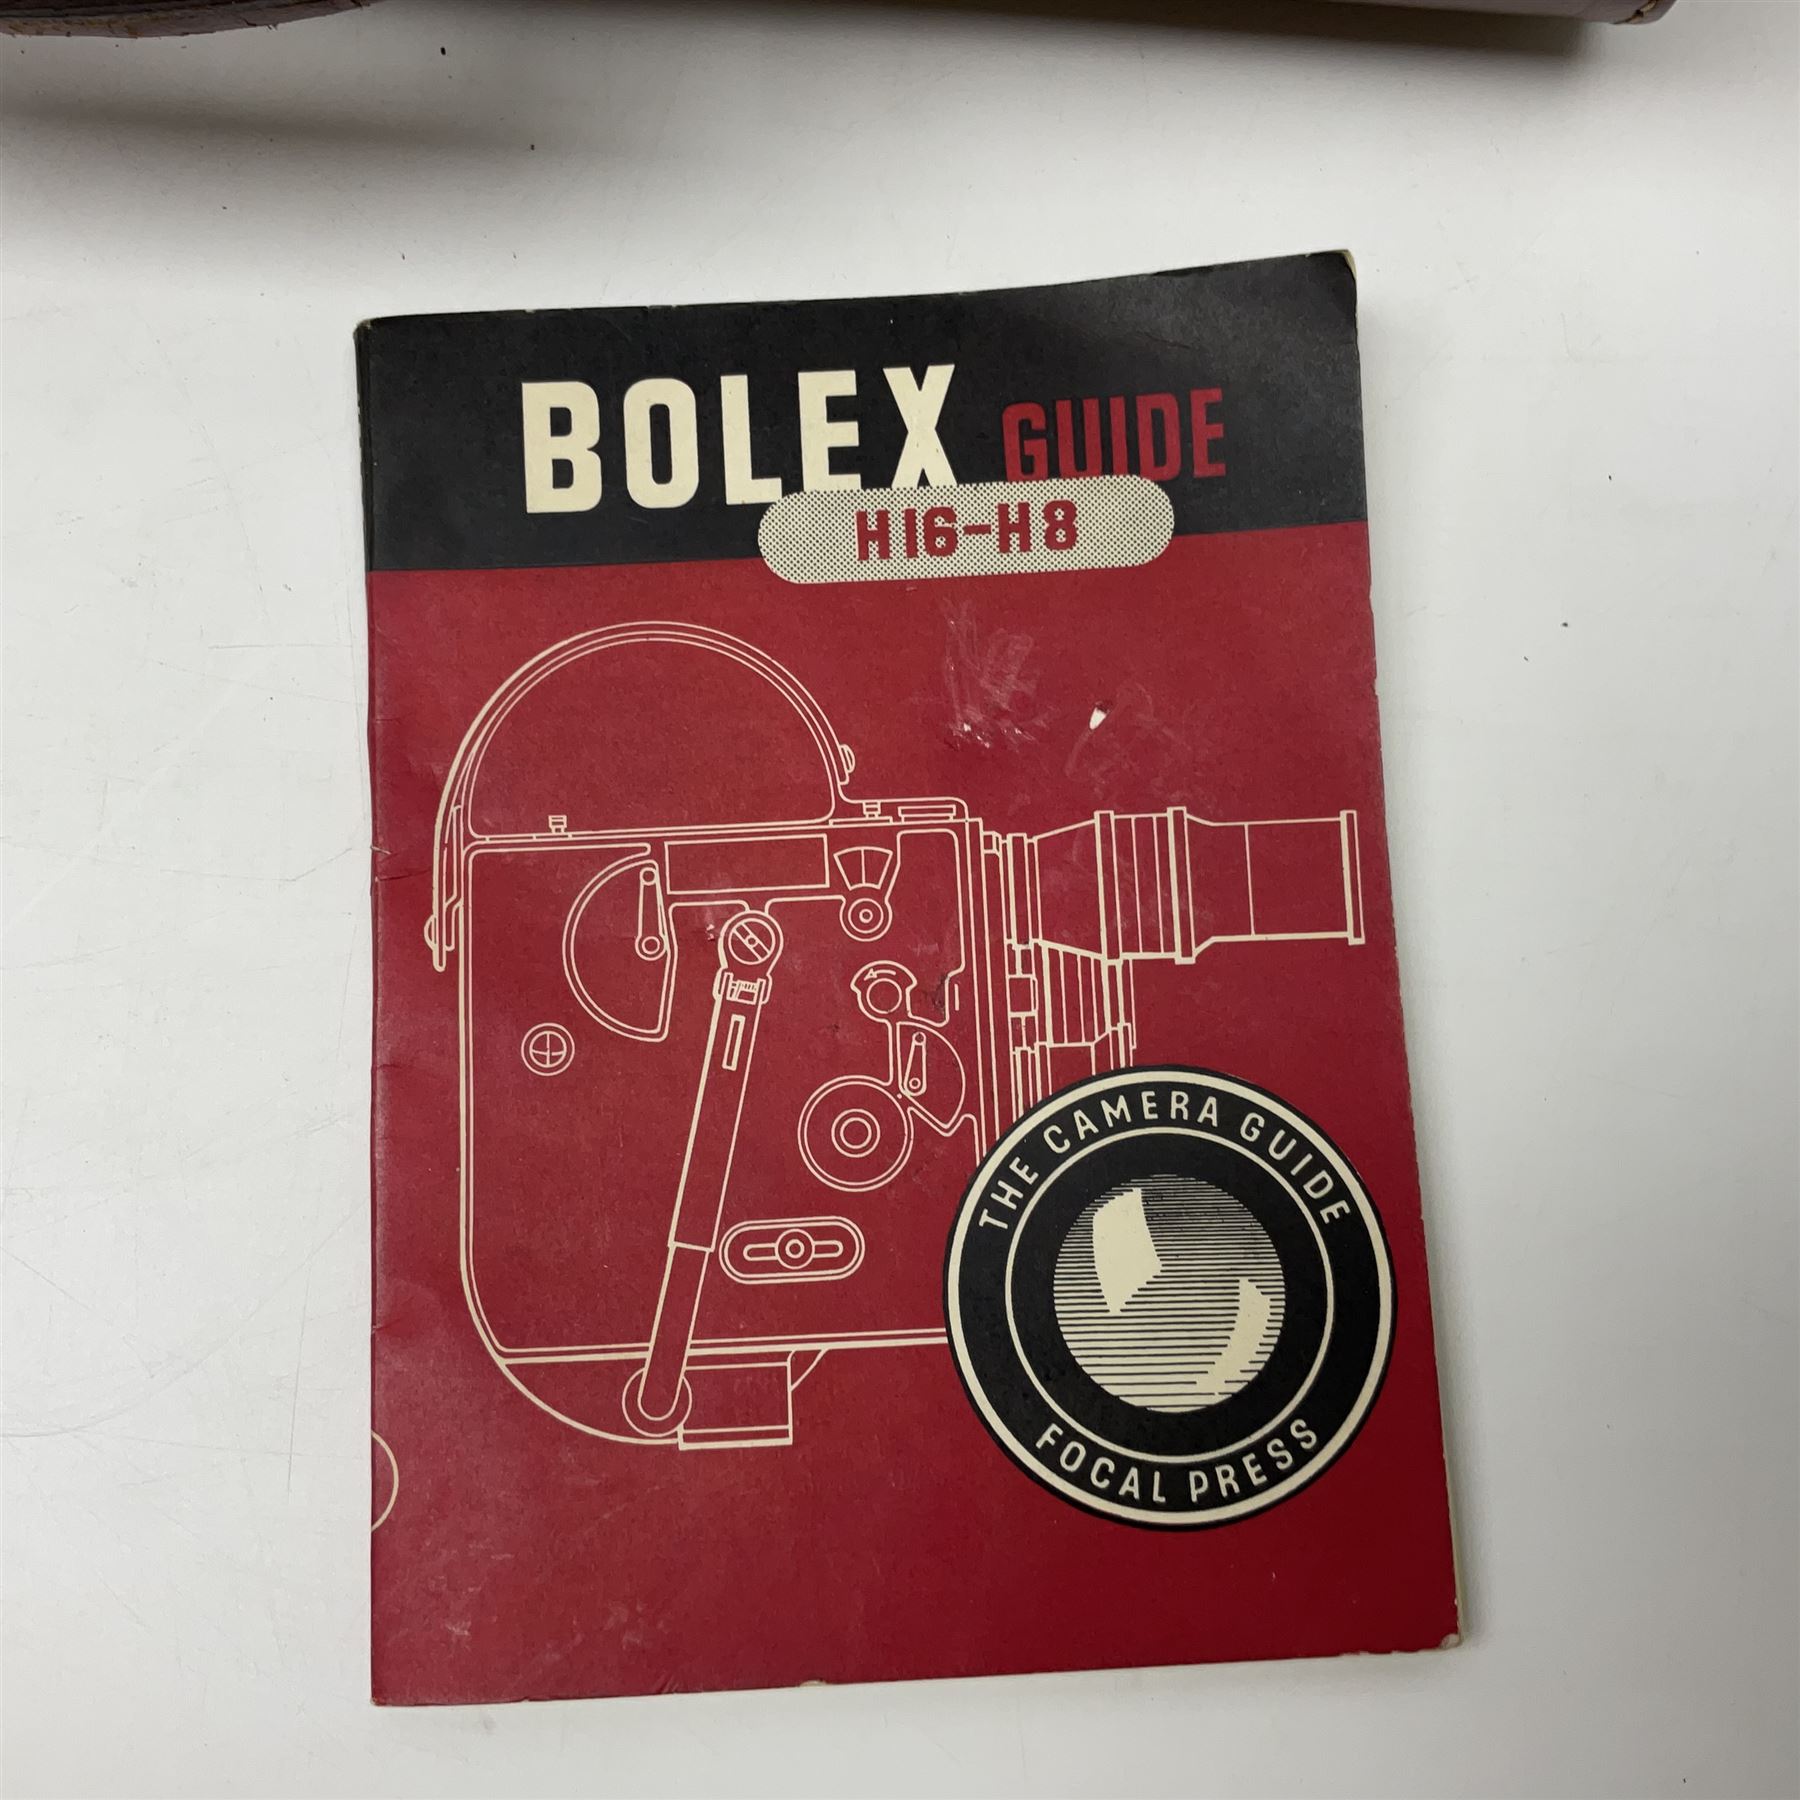 BOLEX GUIDE
H16-H8
THE CAMERA GUIDE
FOCAL PRESS